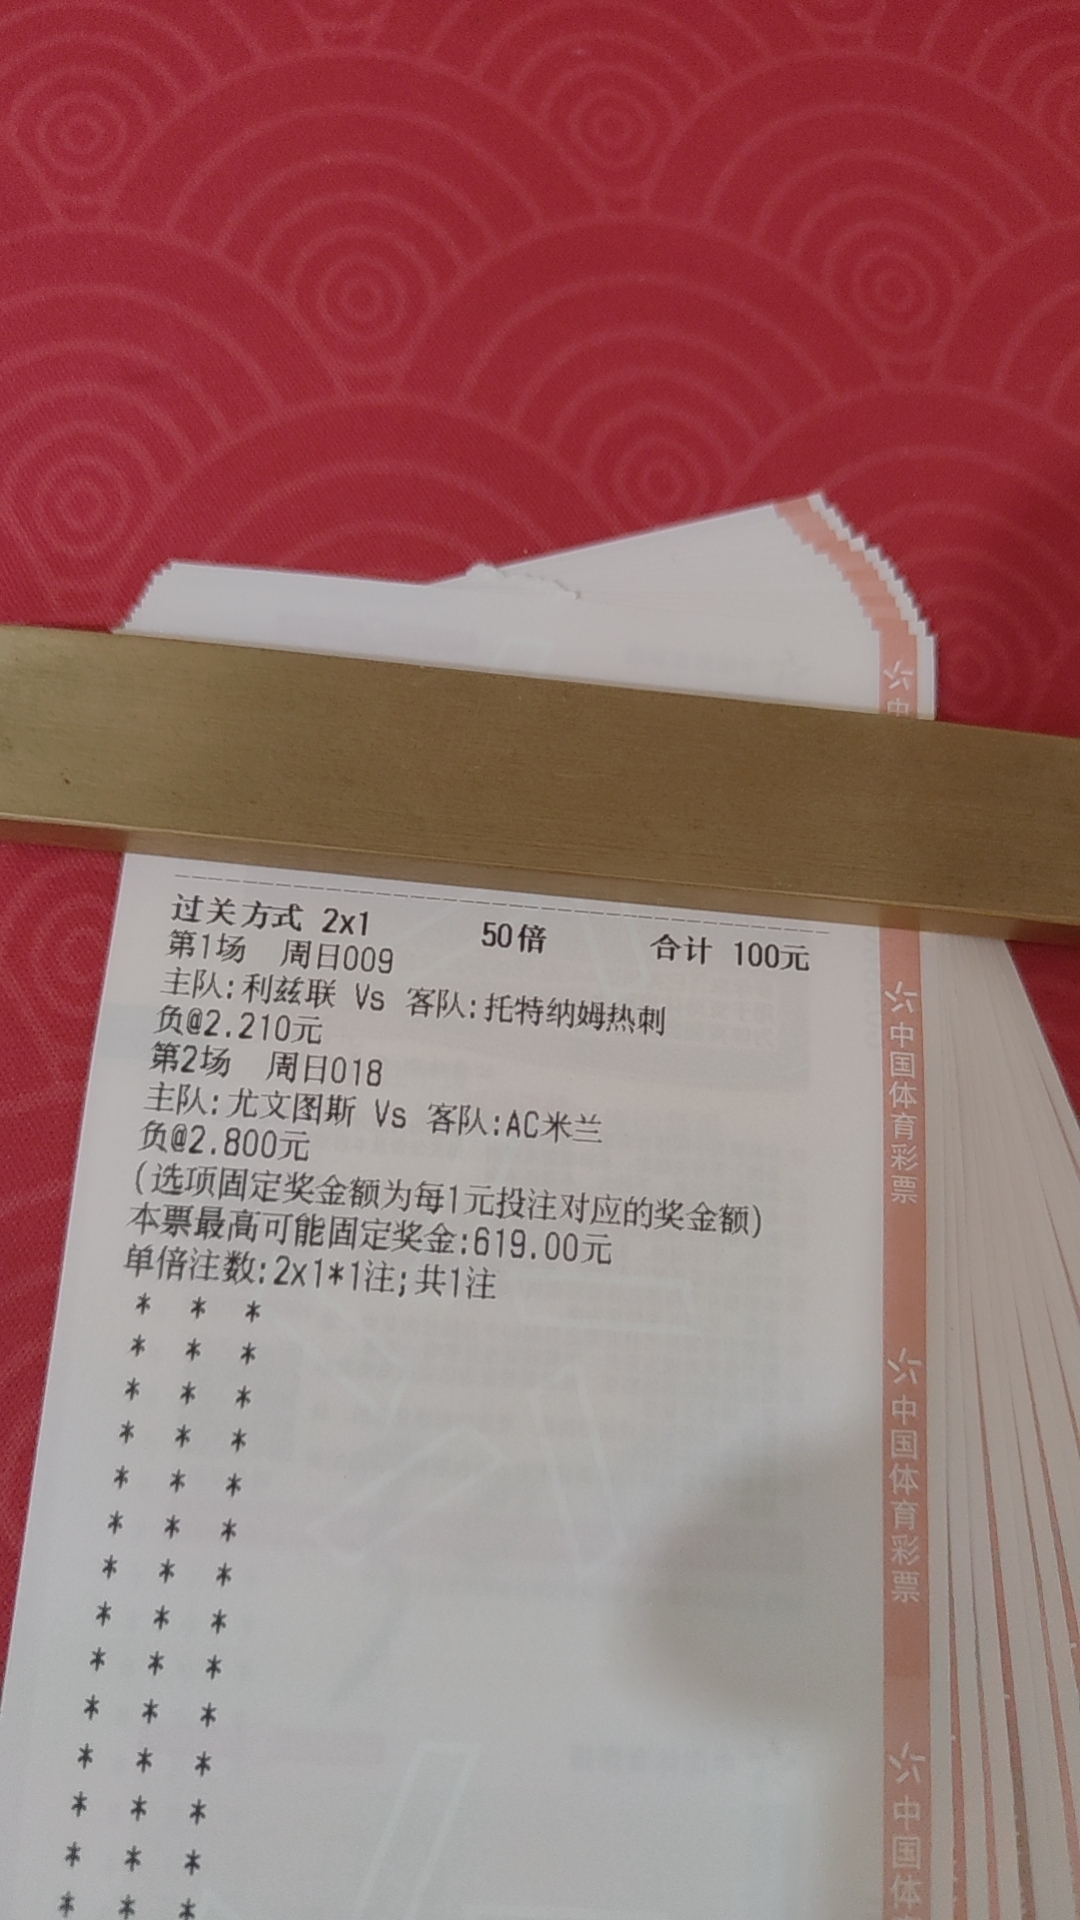 过关方式 2x1 50倍 合计 100元
第1场 周日009
主队:利兹联 Vs 客队:托特纳姆热刺
负@2.210元
第2场 周日018
主队:尤文图斯 Vs 客队:AC米兰
负@2.800元
(选项固定奖金额为每1元投注对应的奖金额)
本票最高可能固定奖金:619.00元
单倍注数:2x1*1注;共1注
* * *
* * *
* * *
* * *
* * *
* * *
* * *
* * *
* * *
* * *
* * *
* * *
* * *
* * *
中
中国体育彩票
中国体育彩票
中国体